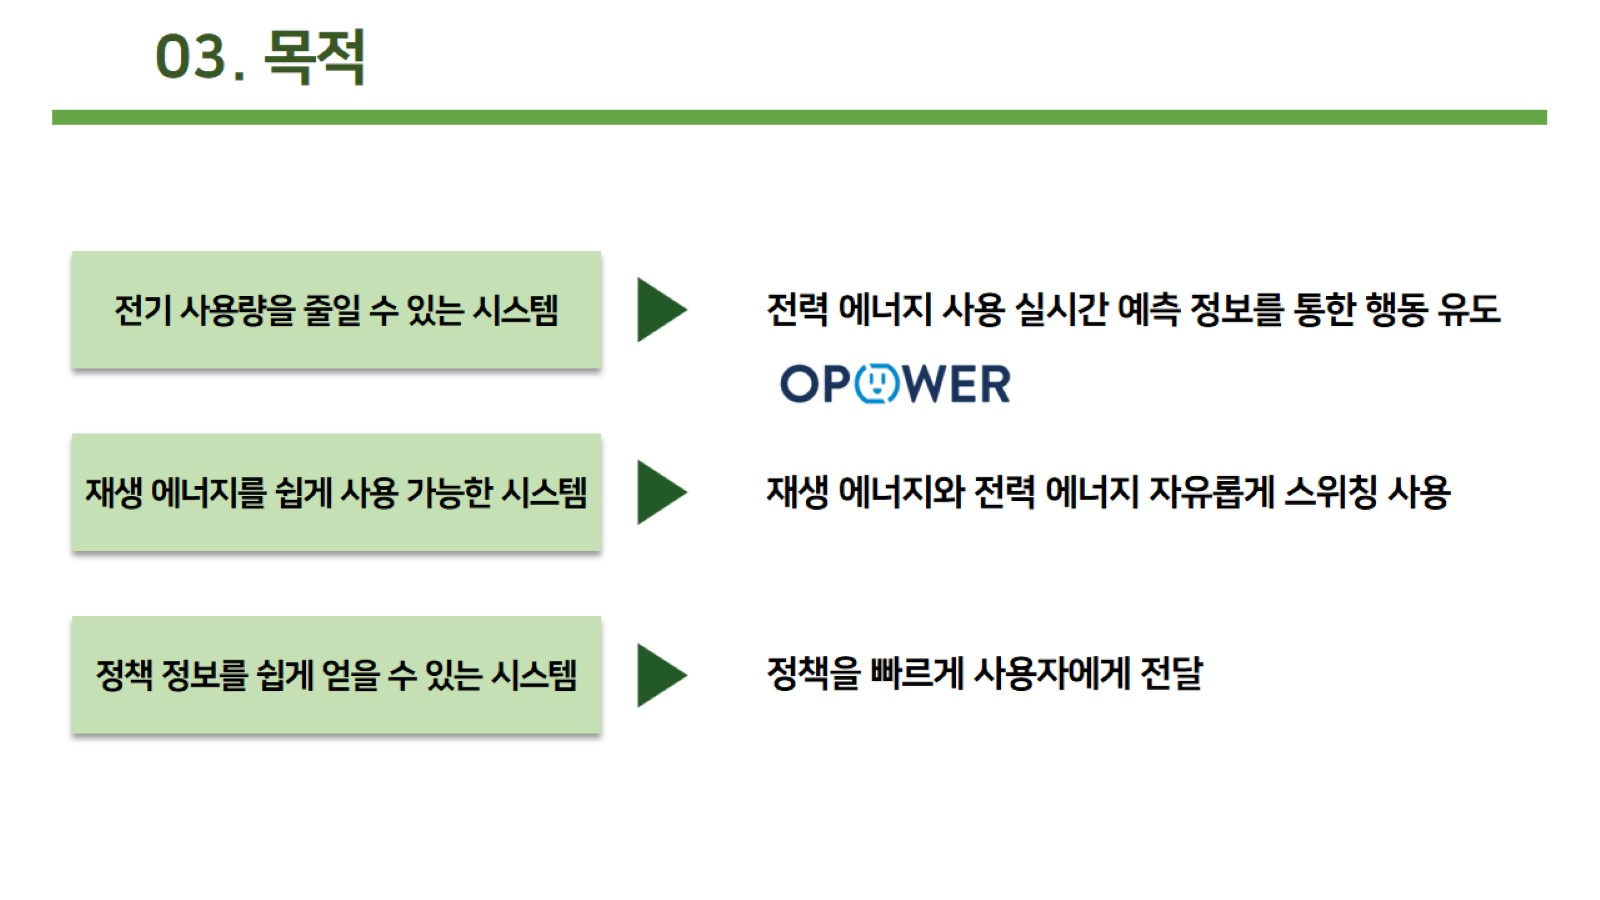 03. 목적
전기 사용량을 줄일 수 있는 시스템
전력 에너지 사용 실시간 예측 정보를 통한 행동 유도
OPOWER
재생 에너지를 쉽게 사용 가능한 시스템
재생 에너지와 전력 에너지 자유롭게 스위칭 사용
정책 정보를 쉽게 얻을 수 있는 시스템
정책을 빠르게 사용자에게 전달